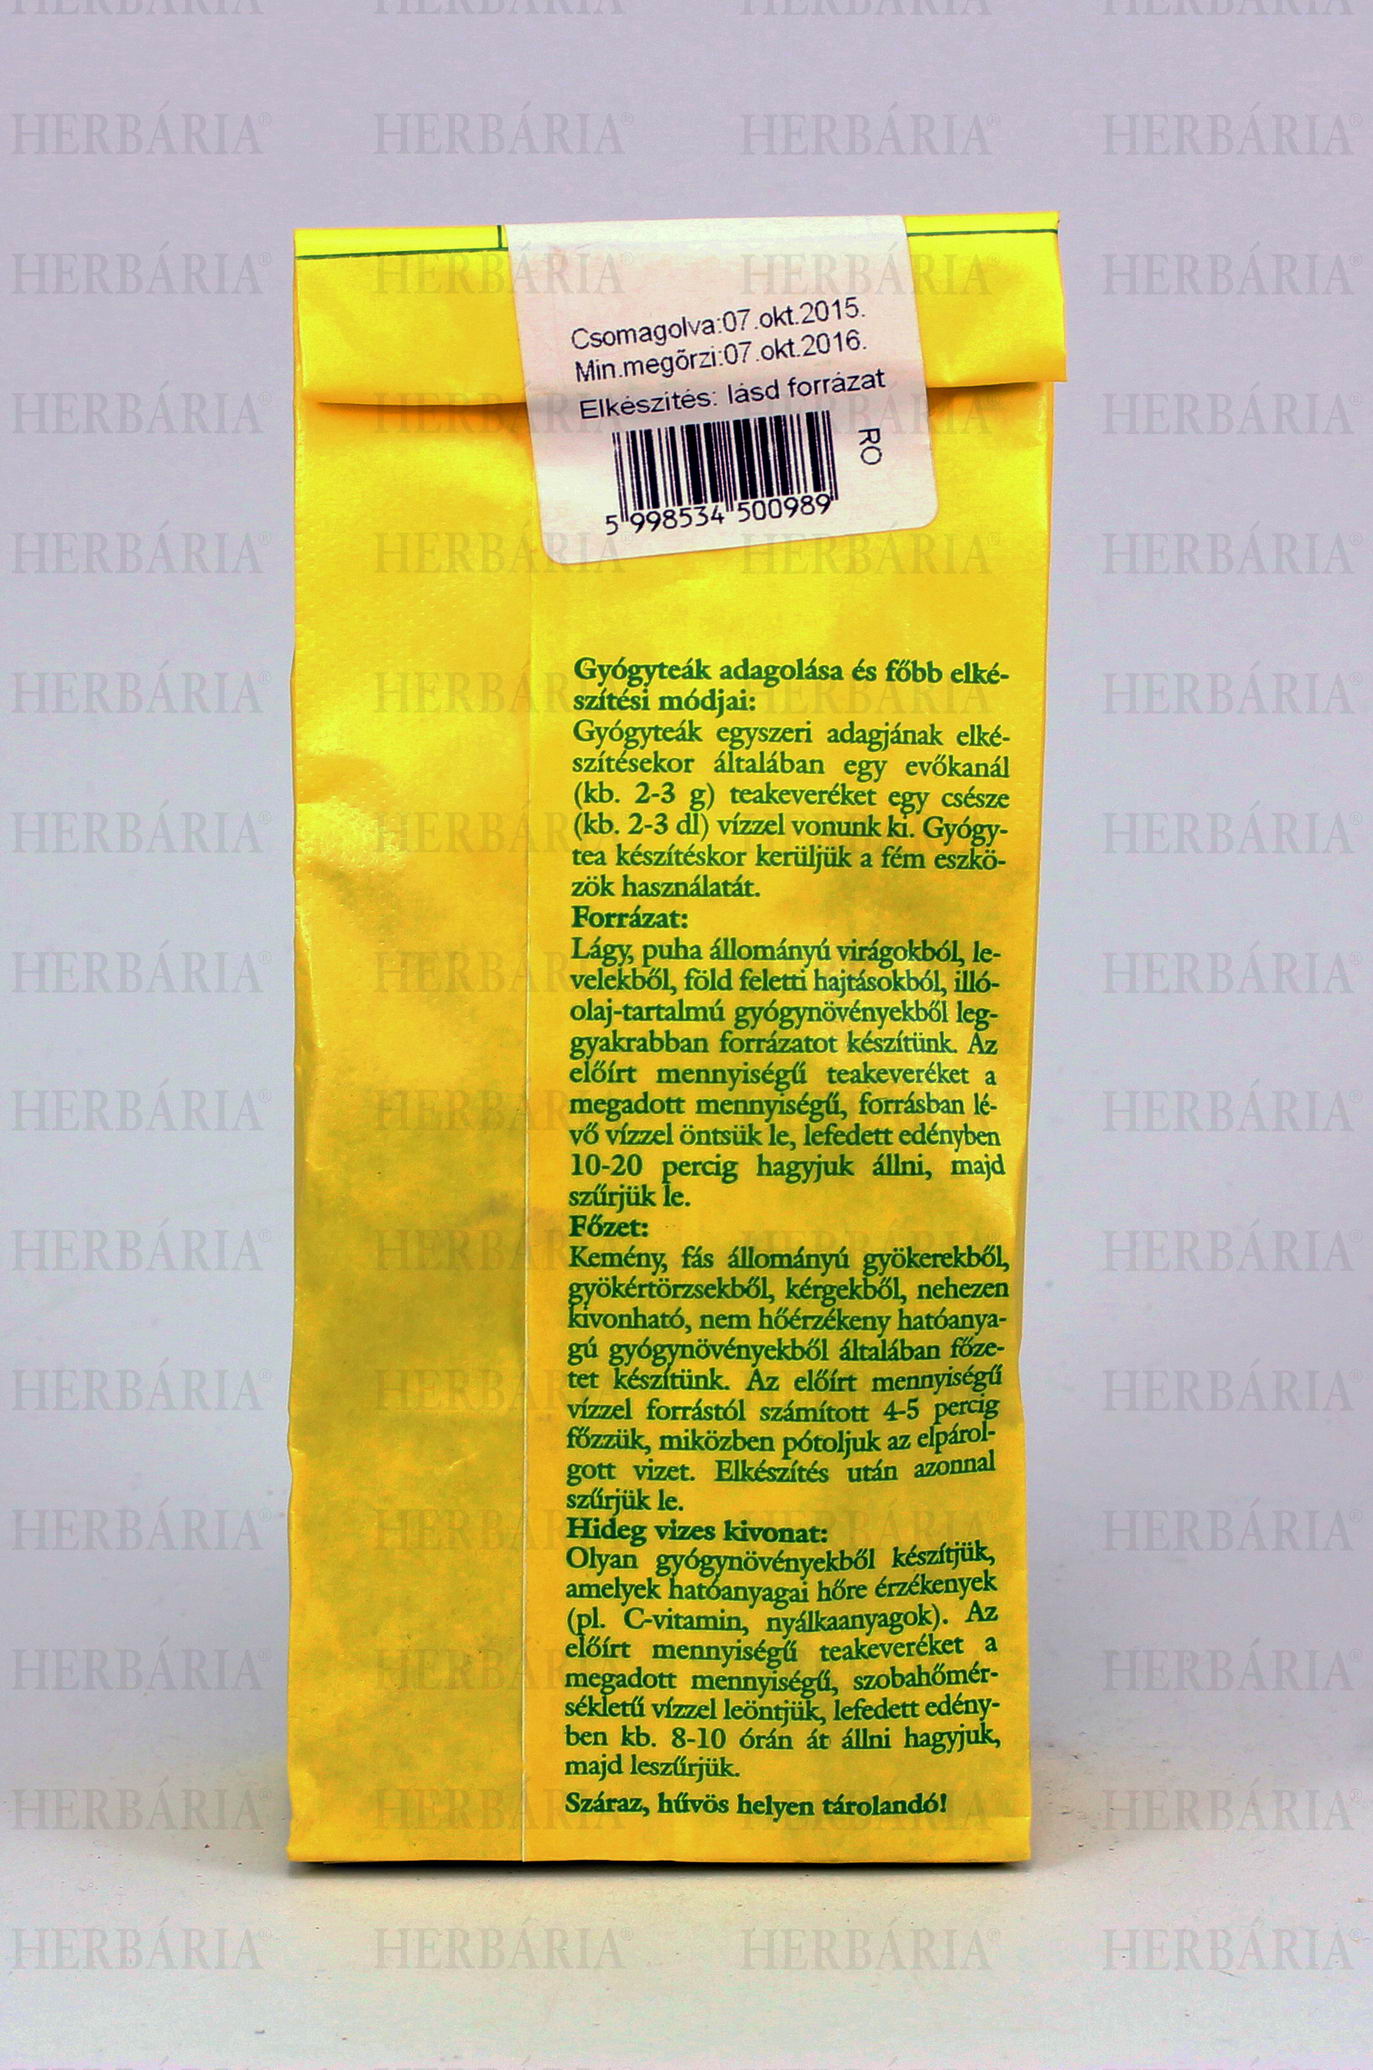 HERBÁRIA®
Csomagolva:07.okt.2015.
Min.megõrzi:07.okt.2016.
Elkészítés: lásd forrázat
RO
5 998534 500989
Gyógyteák adagolása és főbb elké-
szítési módjai:
Gyógyteák egyszeri adagjának elké-
szítésekor általában egy evőkanál
(kb. 2-3 g) teakeveréket egy csésze
(kb. 2-3 dl) vízzel vonunk ki. Gyógy-
tea készítéskor kerüljük a fém eszkö-
zök használatát.
Forrázat:
Lágy, puha állományú virágokból, le-
velekből, föld feletti hajtásokból, illó-
olaj-tartalmú gyógynövényekből leg-
gyakrabban forrázatot készítünk. Az
előírt mennyiségű teakeveréket a
megadott mennyiségű, forrásban lé-
vő vízzel öntsük le, lefedett edényben
10-20 percig hagyjuk állni, majd
szűrjük le.
Főzet:
Kemény, fás állományú gyökerekből,
gyökértörzsekből, kérgekből, nehezen
kivonható, nem hőérzékeny hatóanya-
gú gyógynövényekből általában főze-
tet készítünk. Az előírt mennyiségű
vízzel forrástól számított 4-5 percig
főzzük, miközben pótoljuk az elpárol-
gott vizet. Elkészítés után azonnal
szűrjük le.
Hideg vizes kivonat:
Olyan gyógynövényekből készítjük,
amelyek hatóanyagai hőre érzékenyek
(pl. C-vitamin, nyálkaanyagok). Az
előírt mennyiségű teakeveréket a
megadott mennyiségű, szobahőmér-
sékletű vízzel leöntjük, lefedett edény-
ben kb. 8-10 órán át állni hagyjuk,
majd leszűrjük.
Száraz, hűvös helyen tárolandó!